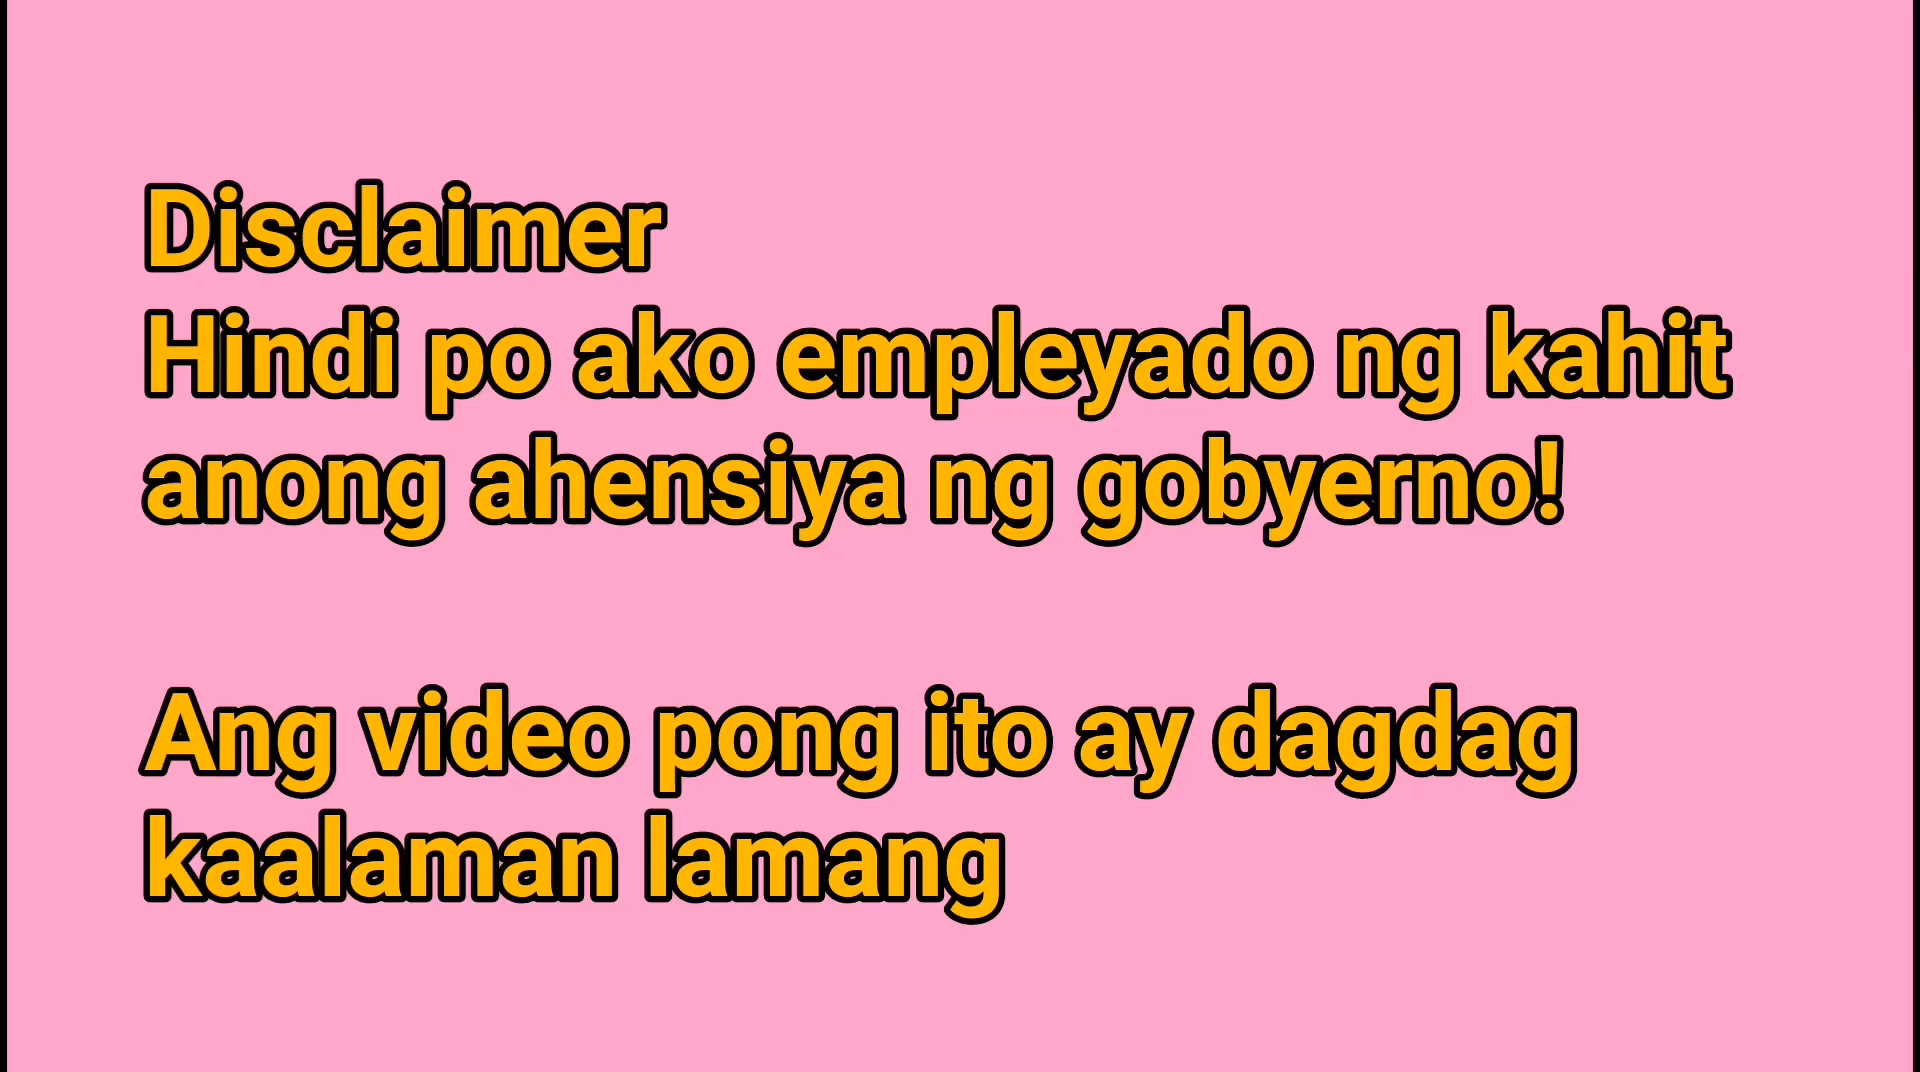 Disclaimer
Hindi po ako empleyado ng kahit
anong ahensiya ng gobyerno!
Ang video pong ito ay dagdag
kaalaman lamang